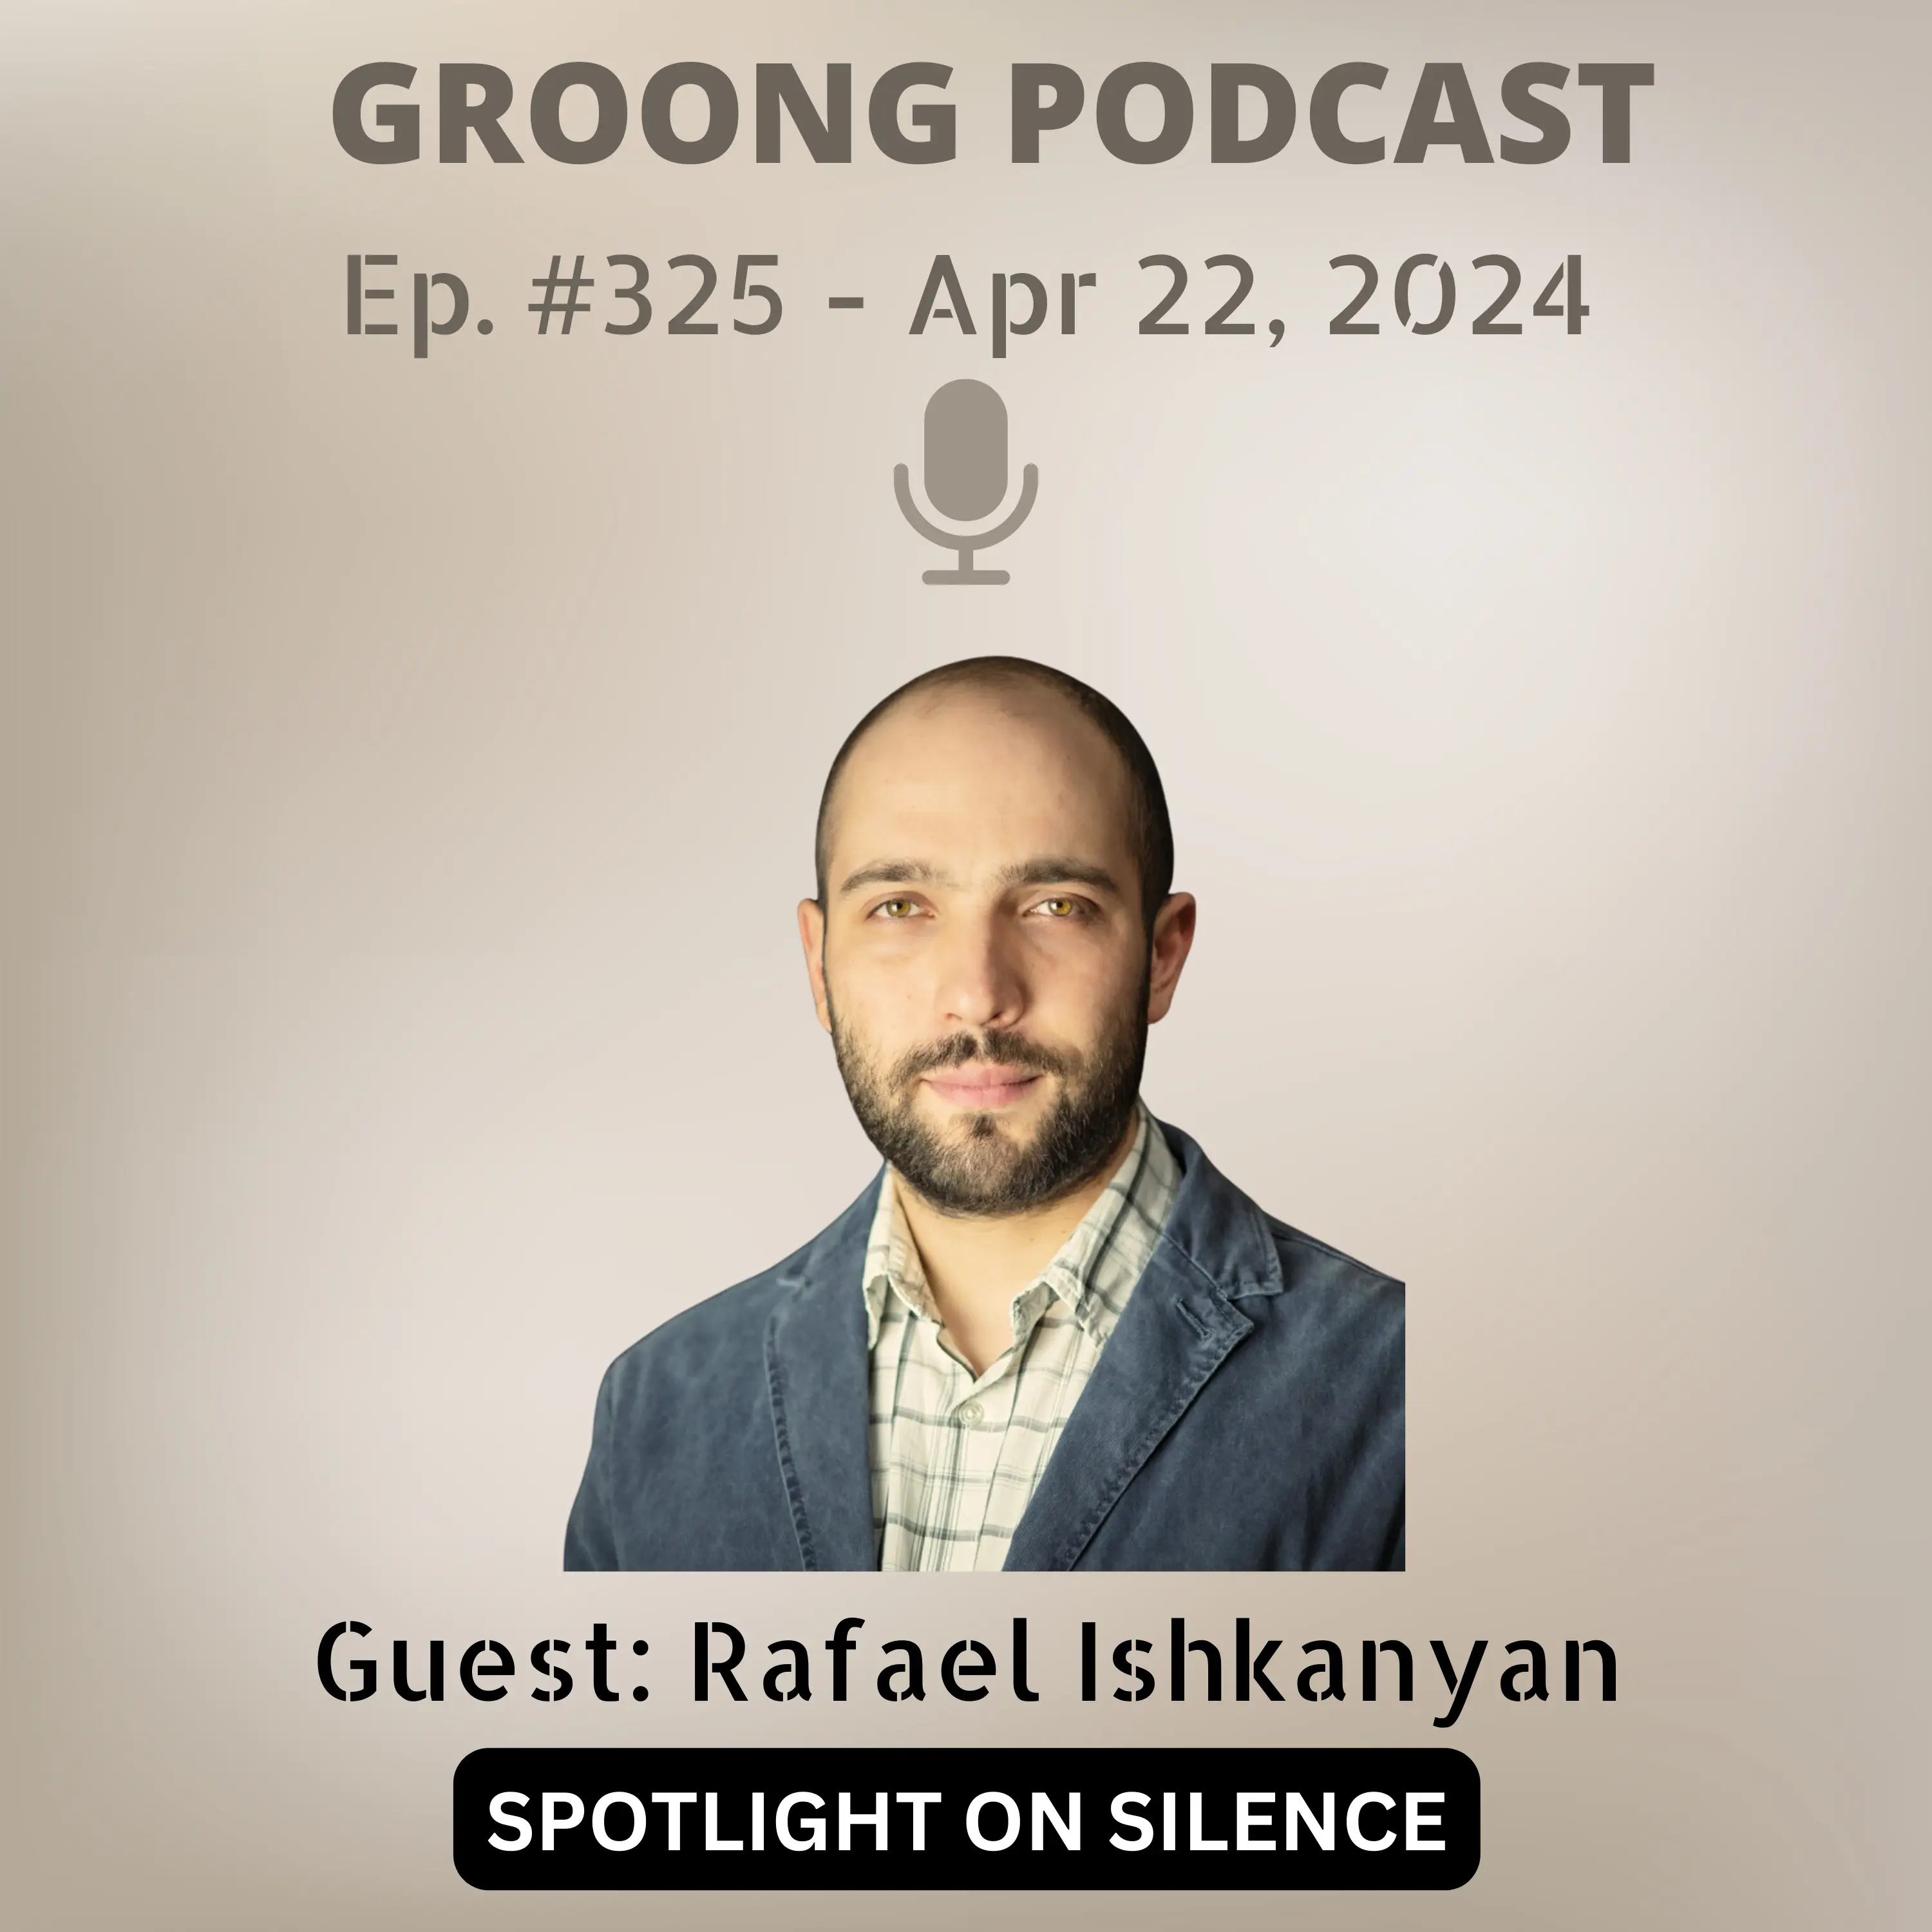 GROONG PODCAST
Ep. #325 - Apr 22, 2024
Guest: Rafael Ishkanyan
SPOTLIGHT ON SILENCE